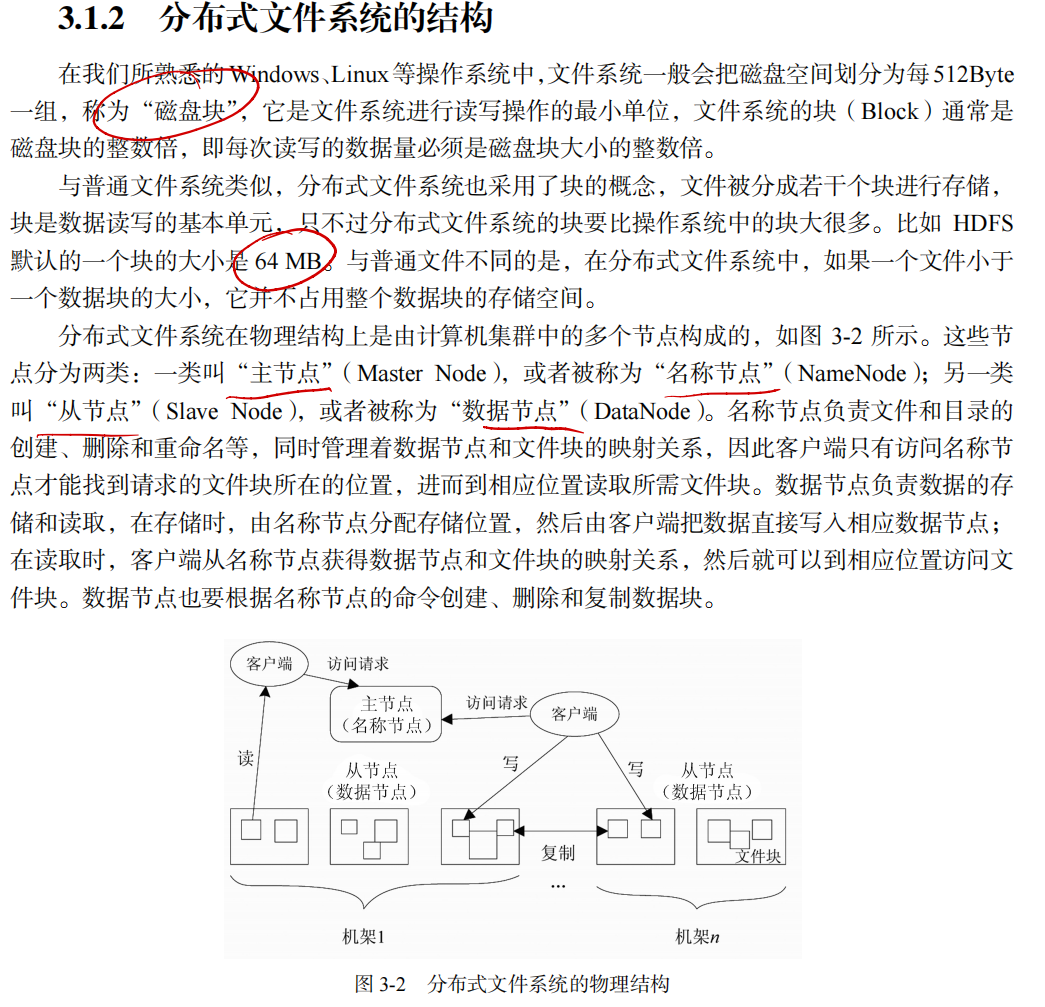 3.1.2 分布式文件系统的结构
在我们所熟悉的Windows、Linux等操作系统中,文件系统一般会把磁盘空间划分为每512Byte
一组，称为“磁盘块”，它是文件系统进行读写操作的最小单位，文件系统的块（Block）通常是
磁盘块的整数倍，即每次读写的数据量必须是磁盘块大小的整数倍。
与普通文件系统类似，分布式文件系统也采用了块的概念，文件被分成若干个块进行存储，
块是数据读写的基本单元，只不过分布式文件系统的块要比操作系统中的块大很多。比如 HDFS
默认的一个块的大小是 64 MB。与普通文件不同的是，在分布式文件系统中，如果一个文件小于
一个数据块的大小，它并不占用整个数据块的存储空间。
分布式文件系统在物理结构上是由计算机集群中的多个节点构成的，如图 3-2 所示。这些节
点分为两类：一类叫“主节点”（Master Node），或者被称为“名称节点”（NameNode）；另一类
叫“从节点”（Slave Node），或者被称为“数据节点”（DataNode）。名称节点负责文件和目录的
创建、删除和重命名等，同时管理着数据节点和文件块的映射关系，因此客户端只有访问名称节
点才能找到请求的文件块所在的位置，进而到相应位置读取所需文件块。数据节点负责数据的存
储和读取，在存储时，由名称节点分配存储位置，然后由客户端把数据直接写入相应数据节点；
在读取时，客户端从名称节点获得数据节点和文件块的映射关系，然后就可以到相应位置访问文
件块。数据节点也要根据名称节点的命令创建、删除和复制数据块。
客户端
访问请求
主节点
（名称节点）
访问请求
客户端
读
写
写
从节点
（数据节点）
从节点
（数据节点）
复制
文件块
...
机架1
机架n
图 3-2 分布式文件系统的物理结构